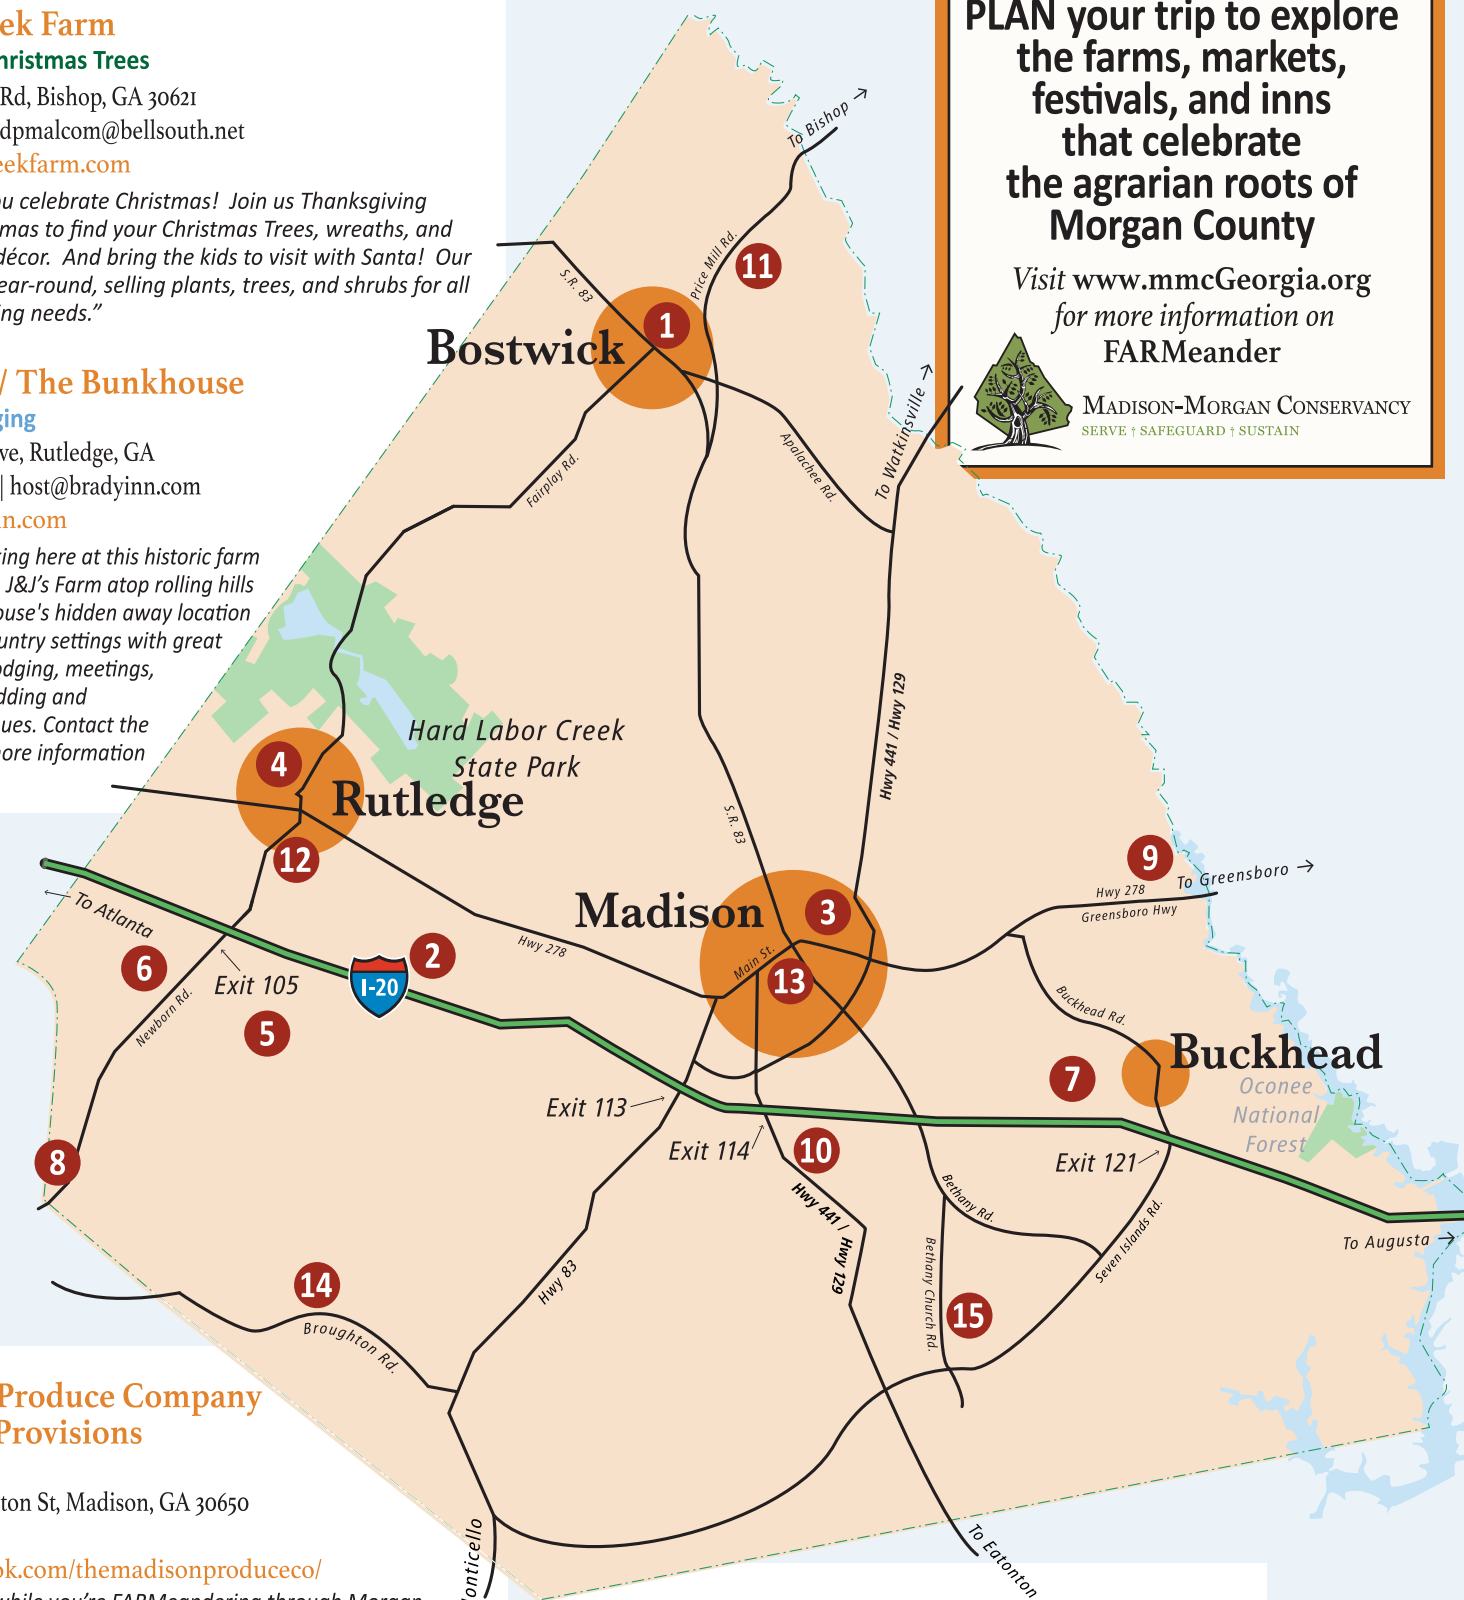 ek Farm
hristmas Trees
Rd, Bishop, GA 30621
dpmalcom@bellsouth.net
eekfarm.com
ou celebrate Christmas! Join us Thanksgiving
mas to find your Christmas Trees, wreaths, and
décor. And bring the kids to visit with Santa! Our
ear-round, selling plants, trees, and shrubs for all
ing needs."
/ The Bunkhouse
ging
ve, Rutledge, GA
| host@bradyinn.com
nn.com
king here at this historic farm
J&J's Farm atop rolling hills
ouse's hidden away location
untry settings with great
odging, meetings,
dding and
ues. Contact the
nore information
Produce Company
Provisions
ton St, Madison, GA 30650
ok.com/themadisonproduceco/
while you're FARMeandering through Morgan
PLAN your trip to explore
the farms, markets,
festivals, and inns
that celebrate
the agrarian roots of
Morgan County
Visit www.mmcGeorgia.org
for more information on
FARMeander
MADISON-MORGAN CONSERVANCY
SERVE † SAFEGUARD † SUSTAIN
To Bishop →
Price Mill Rd.
11
S.R. 83
1
Bostwick
To Watkinsville →
Apalachee Rd.
Fairplay Rd.
Hard Labor Creek
State Park
Hwy 441 / Hwy 129
4
Rutledge
S.R. 83
12
9
To Greensboro →
Hwy 278
Greensboro Hwy
← To Atlanta
Madison
3
Hwy 278
Main St.
13
2
6
Exit 105
I-20
Newborn Rd.
5
Buckhead Rd.
Buckhead
7
Oconee
National
Forest
Exit 113
Exit 114
10
Exit 121
8
Hwy 441 /
Hwy 129
Bethany Rd.
Seven Islands Rd.
Bethany Church Rd.
To Augusta →
14
Hwy 83
15
Broughton Rd.
onticello
To Eatonton